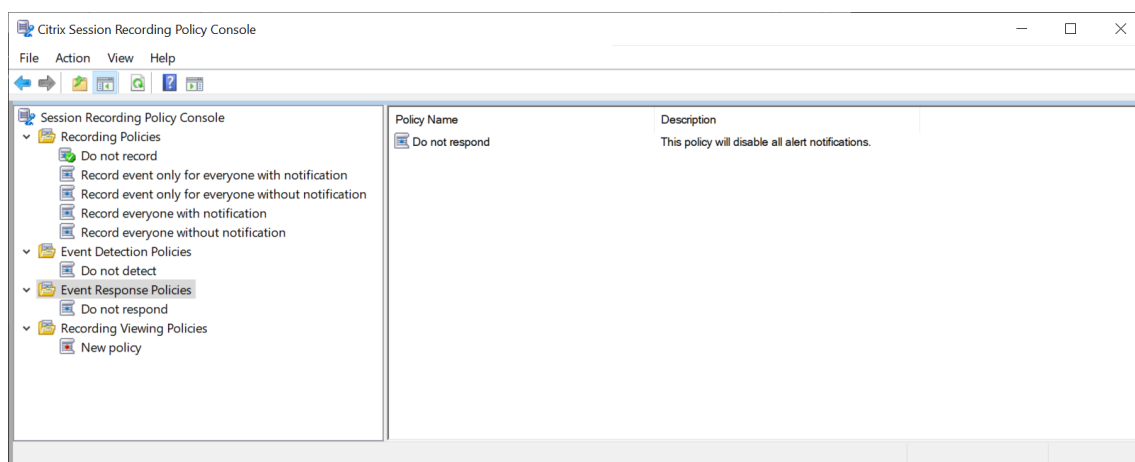 Citrix Session Recording Policy Console
File Action View Help
Session Recording Policy Console
Recording Policies
Do not record
Record event only for everyone with notification
Record event only for everyone without notification
Record everyone with notification
Record everyone without notification
Event Detection Policies
Do not detect
Event Response Policies
Do not respond
Recording Viewing Policies
New policy
Policy Name Description
Do not respond This policy will disable all alert notifications.